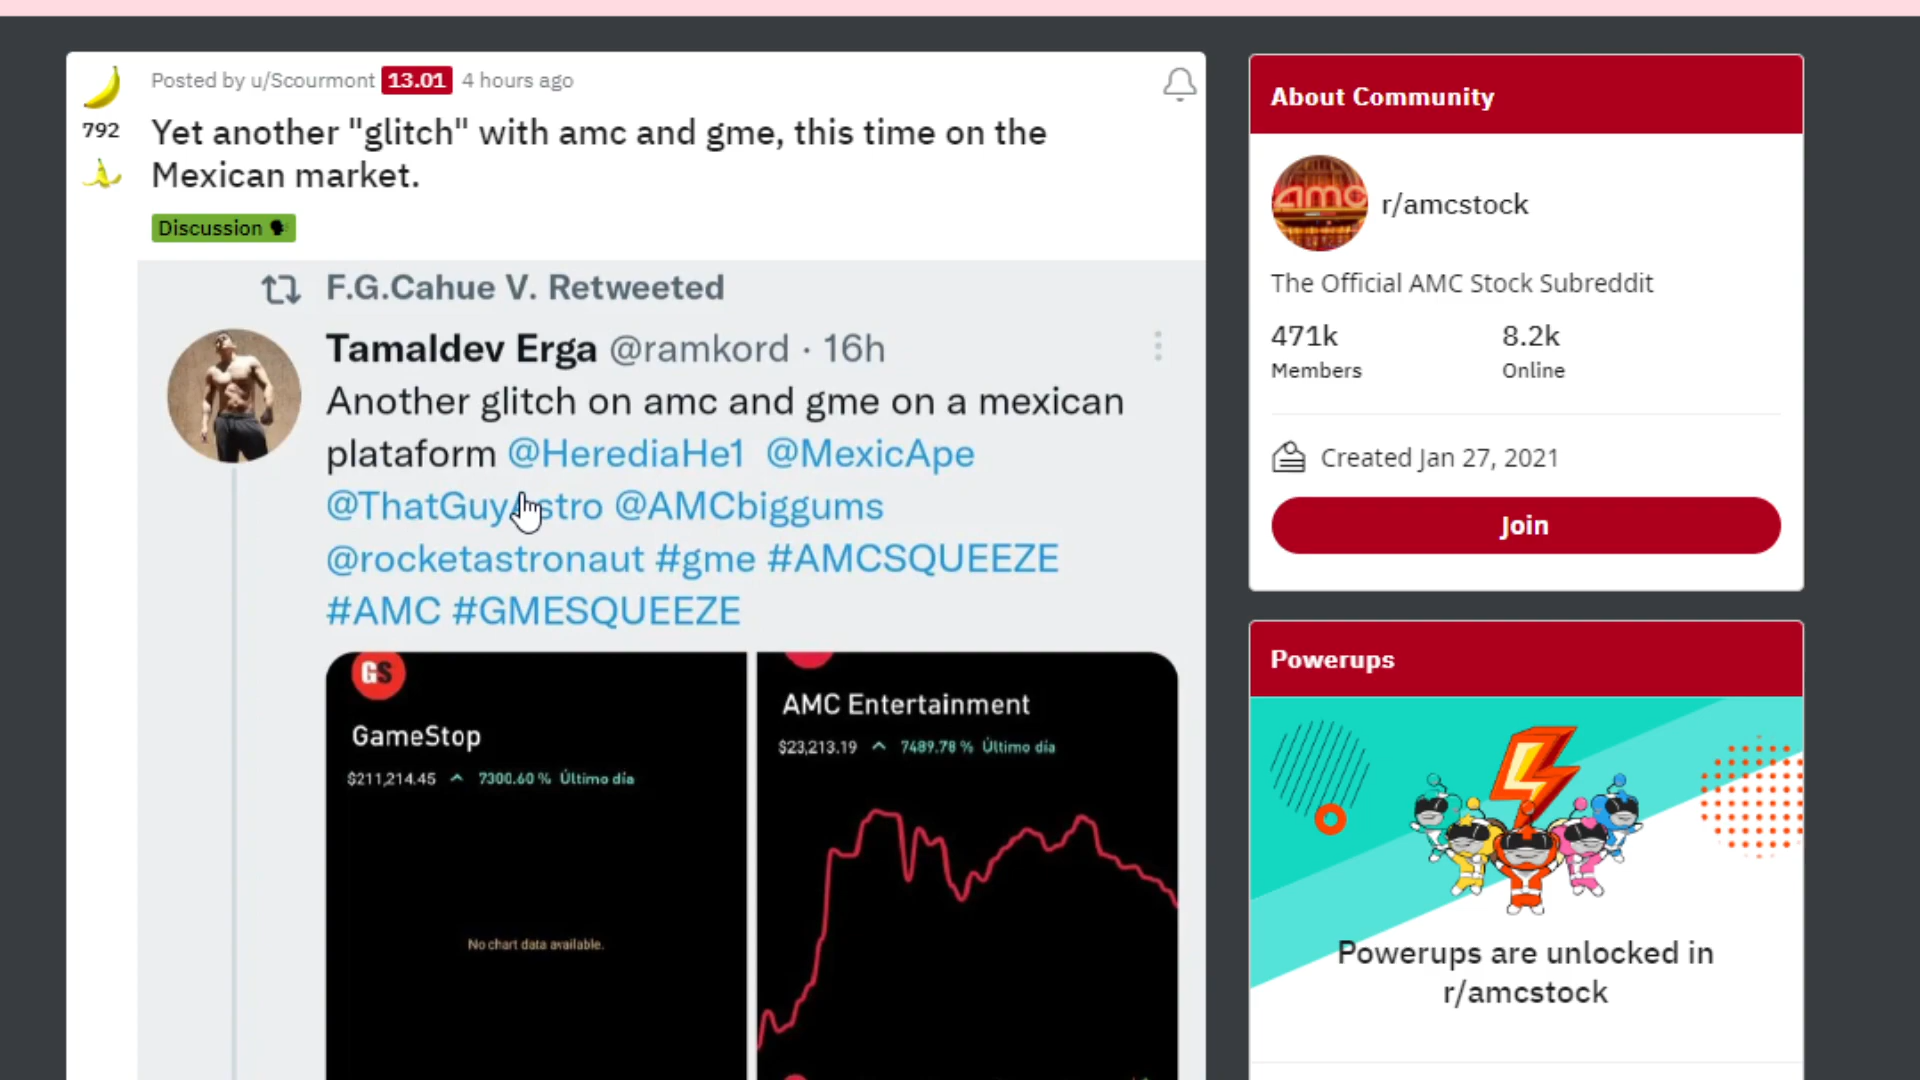 Posted by u/Scourmont 13.01 4 hours ago
792
Yet another "glitch" with amc and gme, this time on the
Mexican market.
Discussion
F.G.Cahue V. Retweeted
Tamaldev Erga @ramkord · 16h
Another glitch on amc and gme on a mexican
plataform @HerediaHe1 @MexicApe
@ThatGuyAstro @AMCbiggums
@rocketastronaut #gme #AMCSQUEEZE
#AMC #GMESQUEEZE
GS
GameStop
$211,214.45 7300.60 % Último día
No chart data available.
AMC Entertainment
$23,213.19 7489.78 % Último día
About Community
amc
r/amcstock
The Official AMC Stock Subreddit
471k 8.2k
Members Online
Created Jan 27, 2021
Join
Powerups
Powerups are unlocked in
r/amcstock